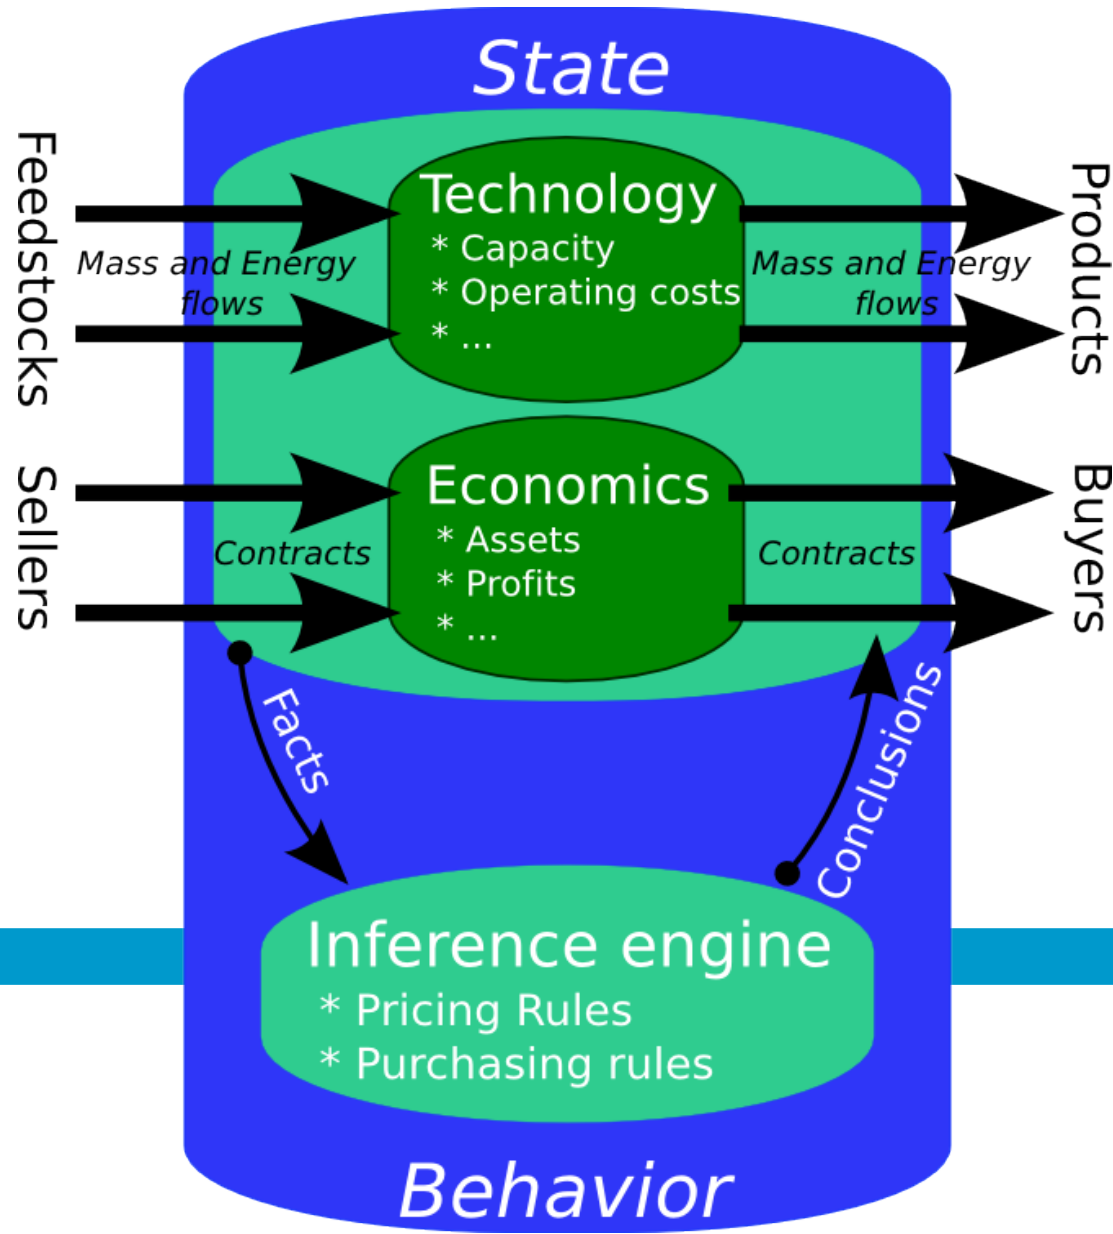 State
Feedstocks
Technology
* Capacity
* Operating costs
* ...
Mass and Energy
flows
Mass and Energy
flows
Products
Sellers
Economics
* Assets
* Profits
* ...
Contracts
Contracts
Buyers
Facts
Conclusions
Inference engine
* Pricing Rules
* Purchasing rules
Behavior